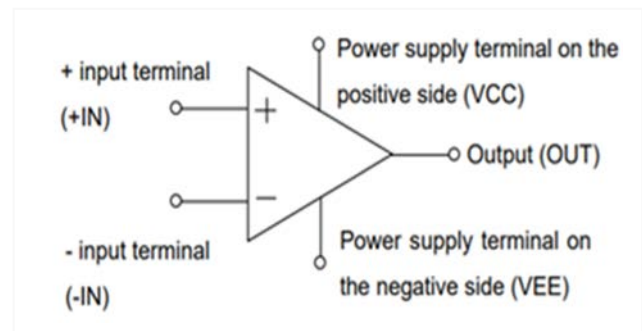 + input terminal
(+IN)
Power supply terminal on the
positive side (VCC)
+
Output (OUT)
−
- input terminal
(-IN)
Power supply terminal on
the negative side (VEE)